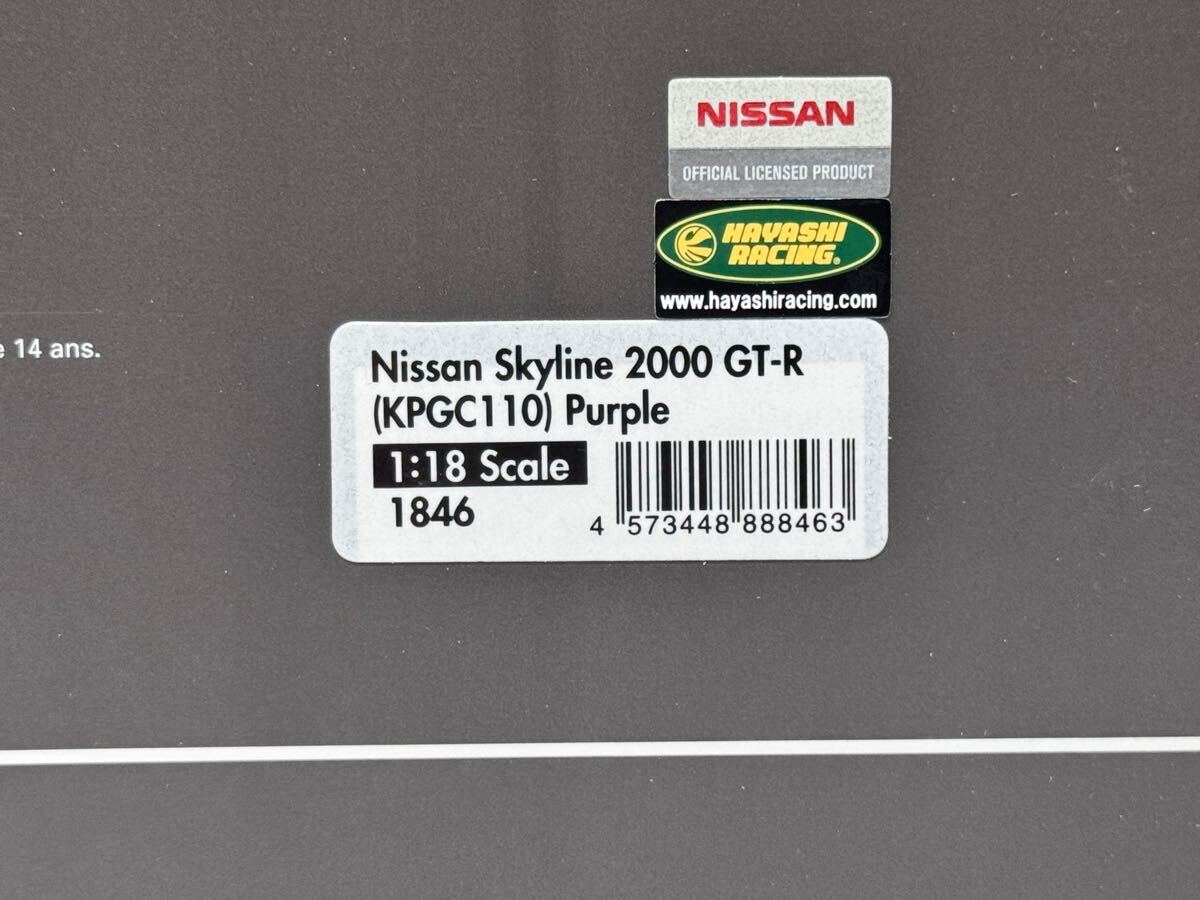 NISSAN
OFFICIAL LICENSED PRODUCT
HAYASHI
RACING®
www.hayashiracing.com
e 14 ans.
Nissan Skyline 2000 GT-R
(KPGC110) Purple
1:18 Scale
1846
4 573448 888463